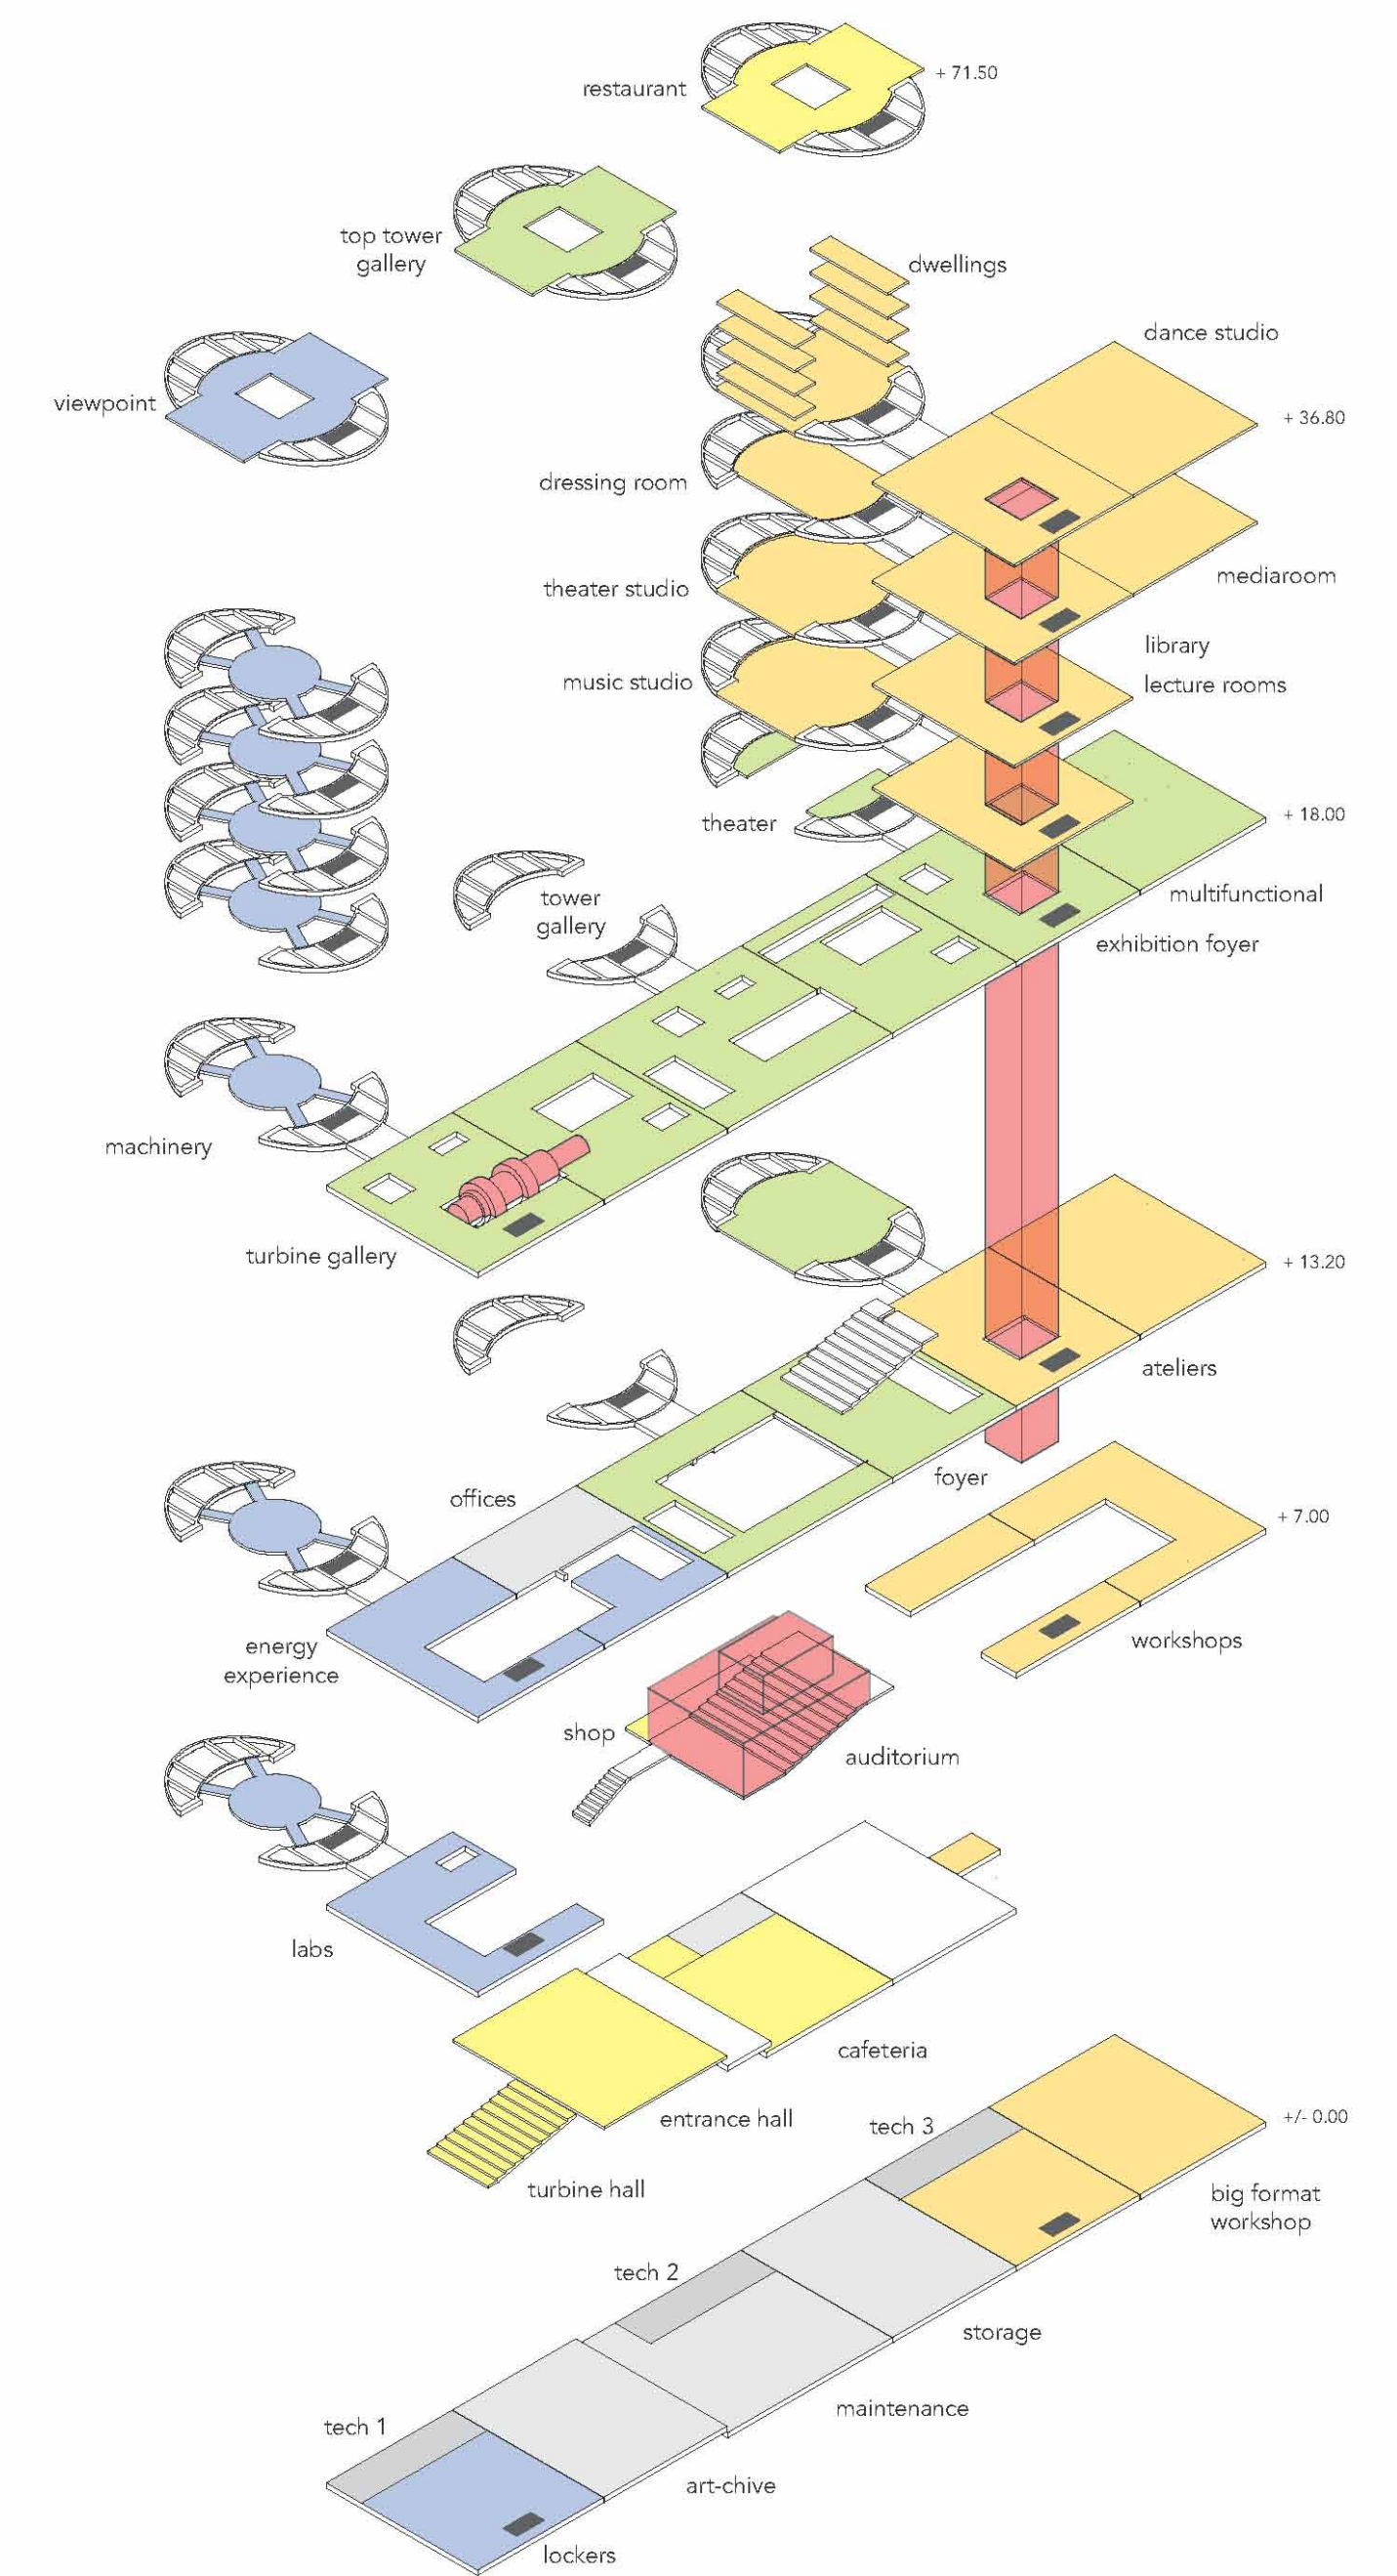 restaurant
+ 71.50
top tower
gallery
dwellings
viewpoint
dance studio
+ 36.80
dressing room
theater studio
mediaroom
library
music studio
lecture rooms
theater
+ 18.00
multifunctional
tower
gallery
exhibition foyer
machinery
turbine gallery
+ 13.20
ateliers
foyer
offices
+ 7.00
energy
experience
workshops
shop
auditorium
labs
cafeteria
entrance hall
+/- 0.00
tech 3
turbine hall
big format
workshop
tech 2
storage
maintenance
tech 1
art-chive
lockers